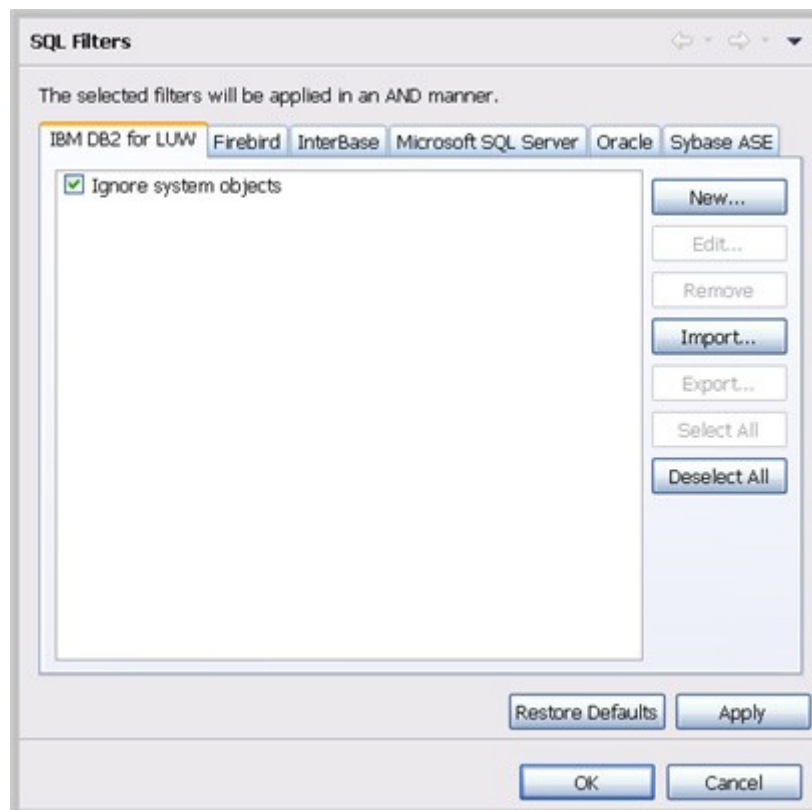 SQL Filters
The selected filters will be applied in an AND manner.
IBM DB2 for LUW Firebird InterBase Microsoft SQL Server Oracle Sybase ASE
Ignore system objects
New...
Edit...
Remove
Import...
Export...
Select All
Deselect All
Restore Defaults Apply
OK Cancel